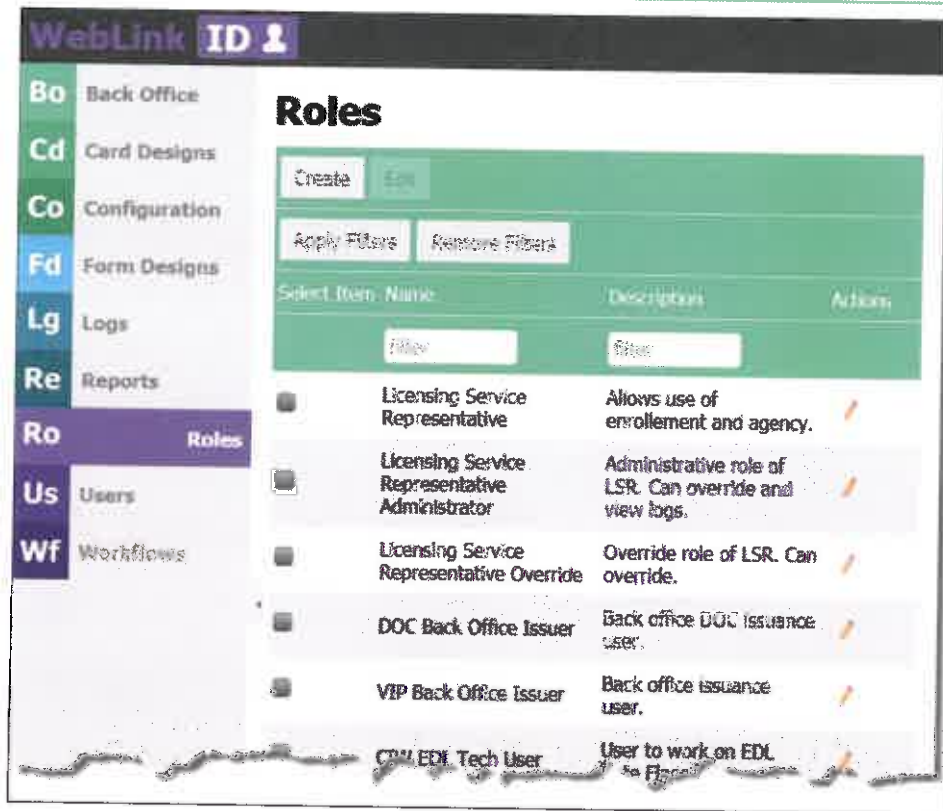 WebLink ID
Bo Back Office
Cd Card Designs
Co Configuration
Fd Form Designs
Lg Logs
Re Reports
Ro Roles
Us Users
Wf Workflows
Roles
Create Edit
Apply Filters Remove Filters
Select Item Name Description Actions
filter filter
Licensing Service
Representative
Allows use of
enrollement and agency.
Licensing Service
Representative
Administrator
Administrative role of
LSR. Can override and
view logs.
Licensing Service
Representative Override
Override role of LSR. Can
override.
DOC Back Office Issuer
Back office DOC issuance
user.
VIP Back Office Issuer
Back office issuance
user.
EDL Tech User
User to work on EDL